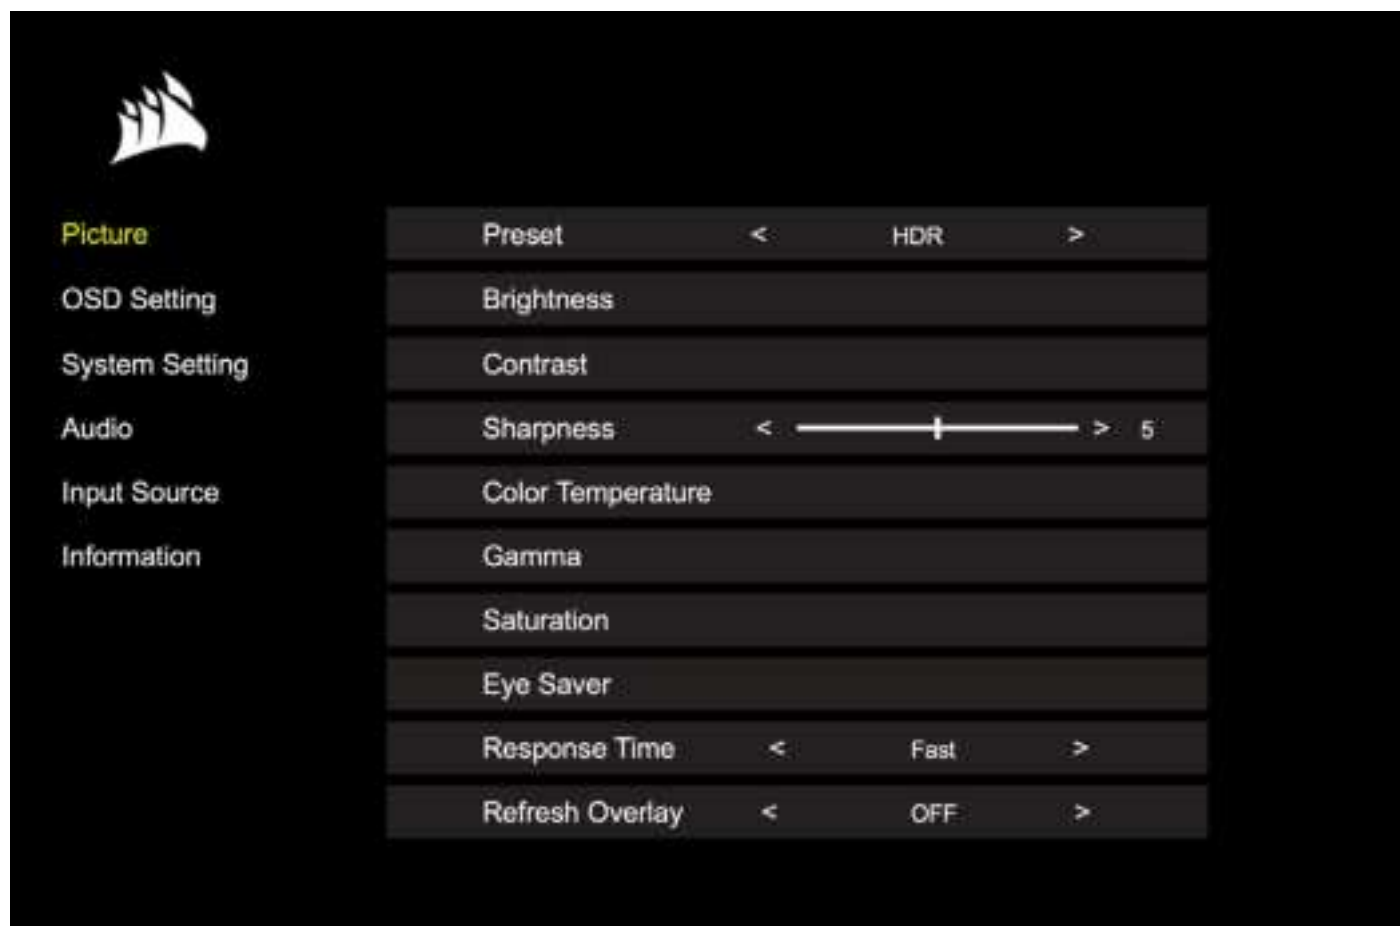 Picture
OSD Setting
System Setting
Audio
Input Source
Information
Preset < HDR >
Brightness
Contrast
Sharpness < > 5
Color Temperature
Gamma
Saturation
Eye Saver
Response Time < Fast >
Refresh Overlay < OFF >